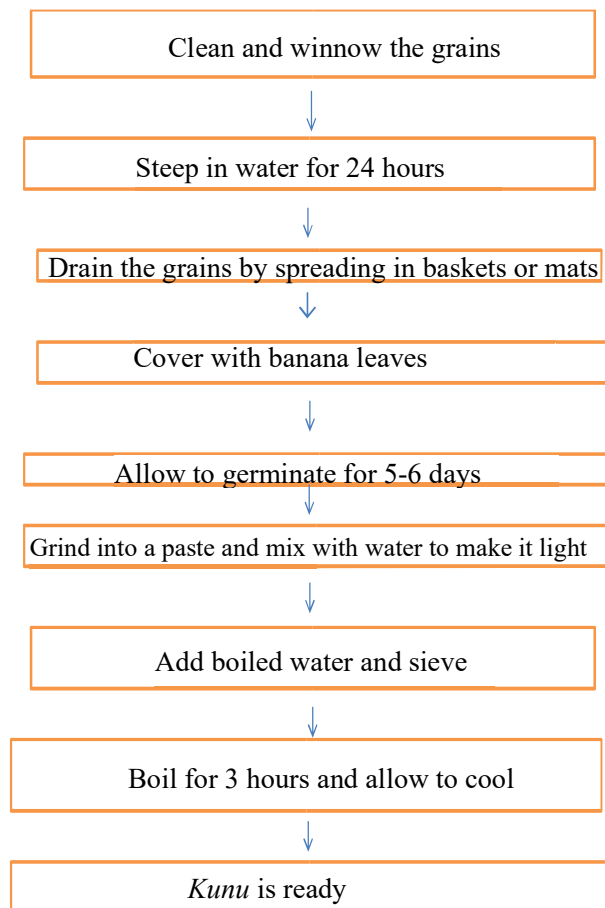 Clean and winnow the grains
Steep in water for 24 hours
Drain the grains by spreading in baskets or mats
Cover with banana leaves
Allow to germinate for 5-6 days
Grind into a paste and mix with water to make it light
Add boiled water and sieve
Boil for 3 hours and allow to cool
Kunu is ready